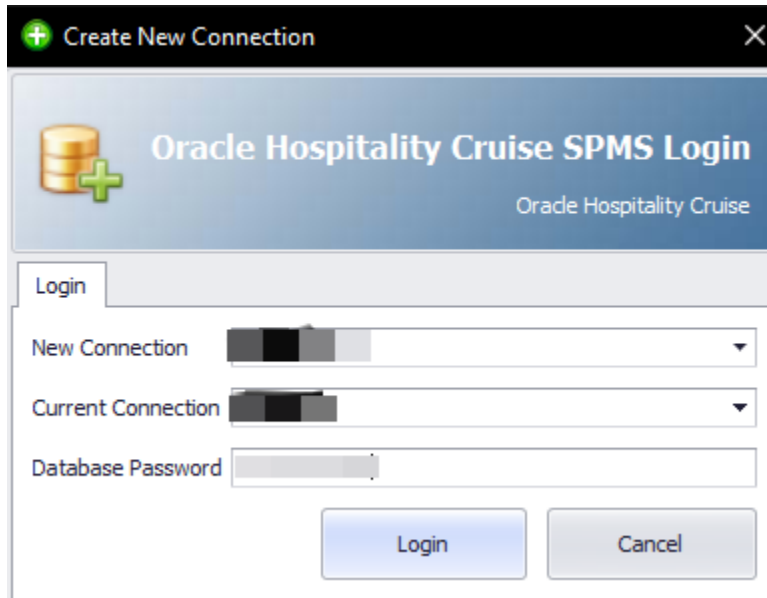 Create New Connection
Oracle Hospitality Cruise SPMS Login
Oracle Hospitality Cruise
Login
New Connection
Current Connection
Database Password
Login Cancel